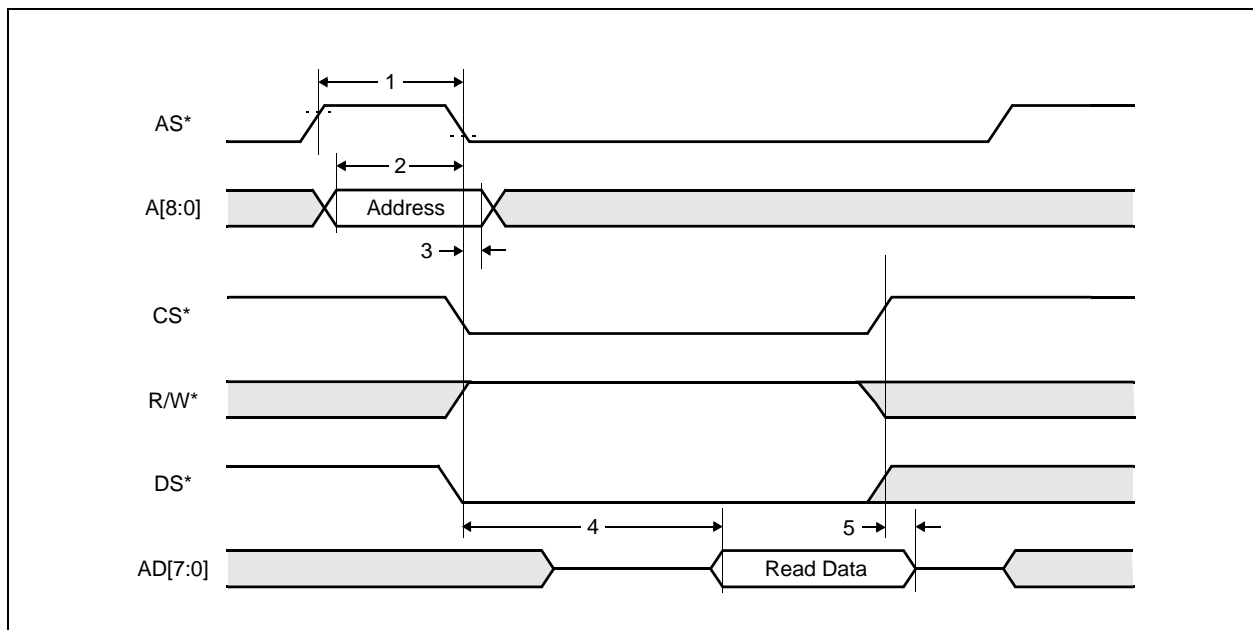 1
AS*
2
A[8:0]
Address
3
CS*
R/W*
DS*
4
5
AD[7:0]
Read Data